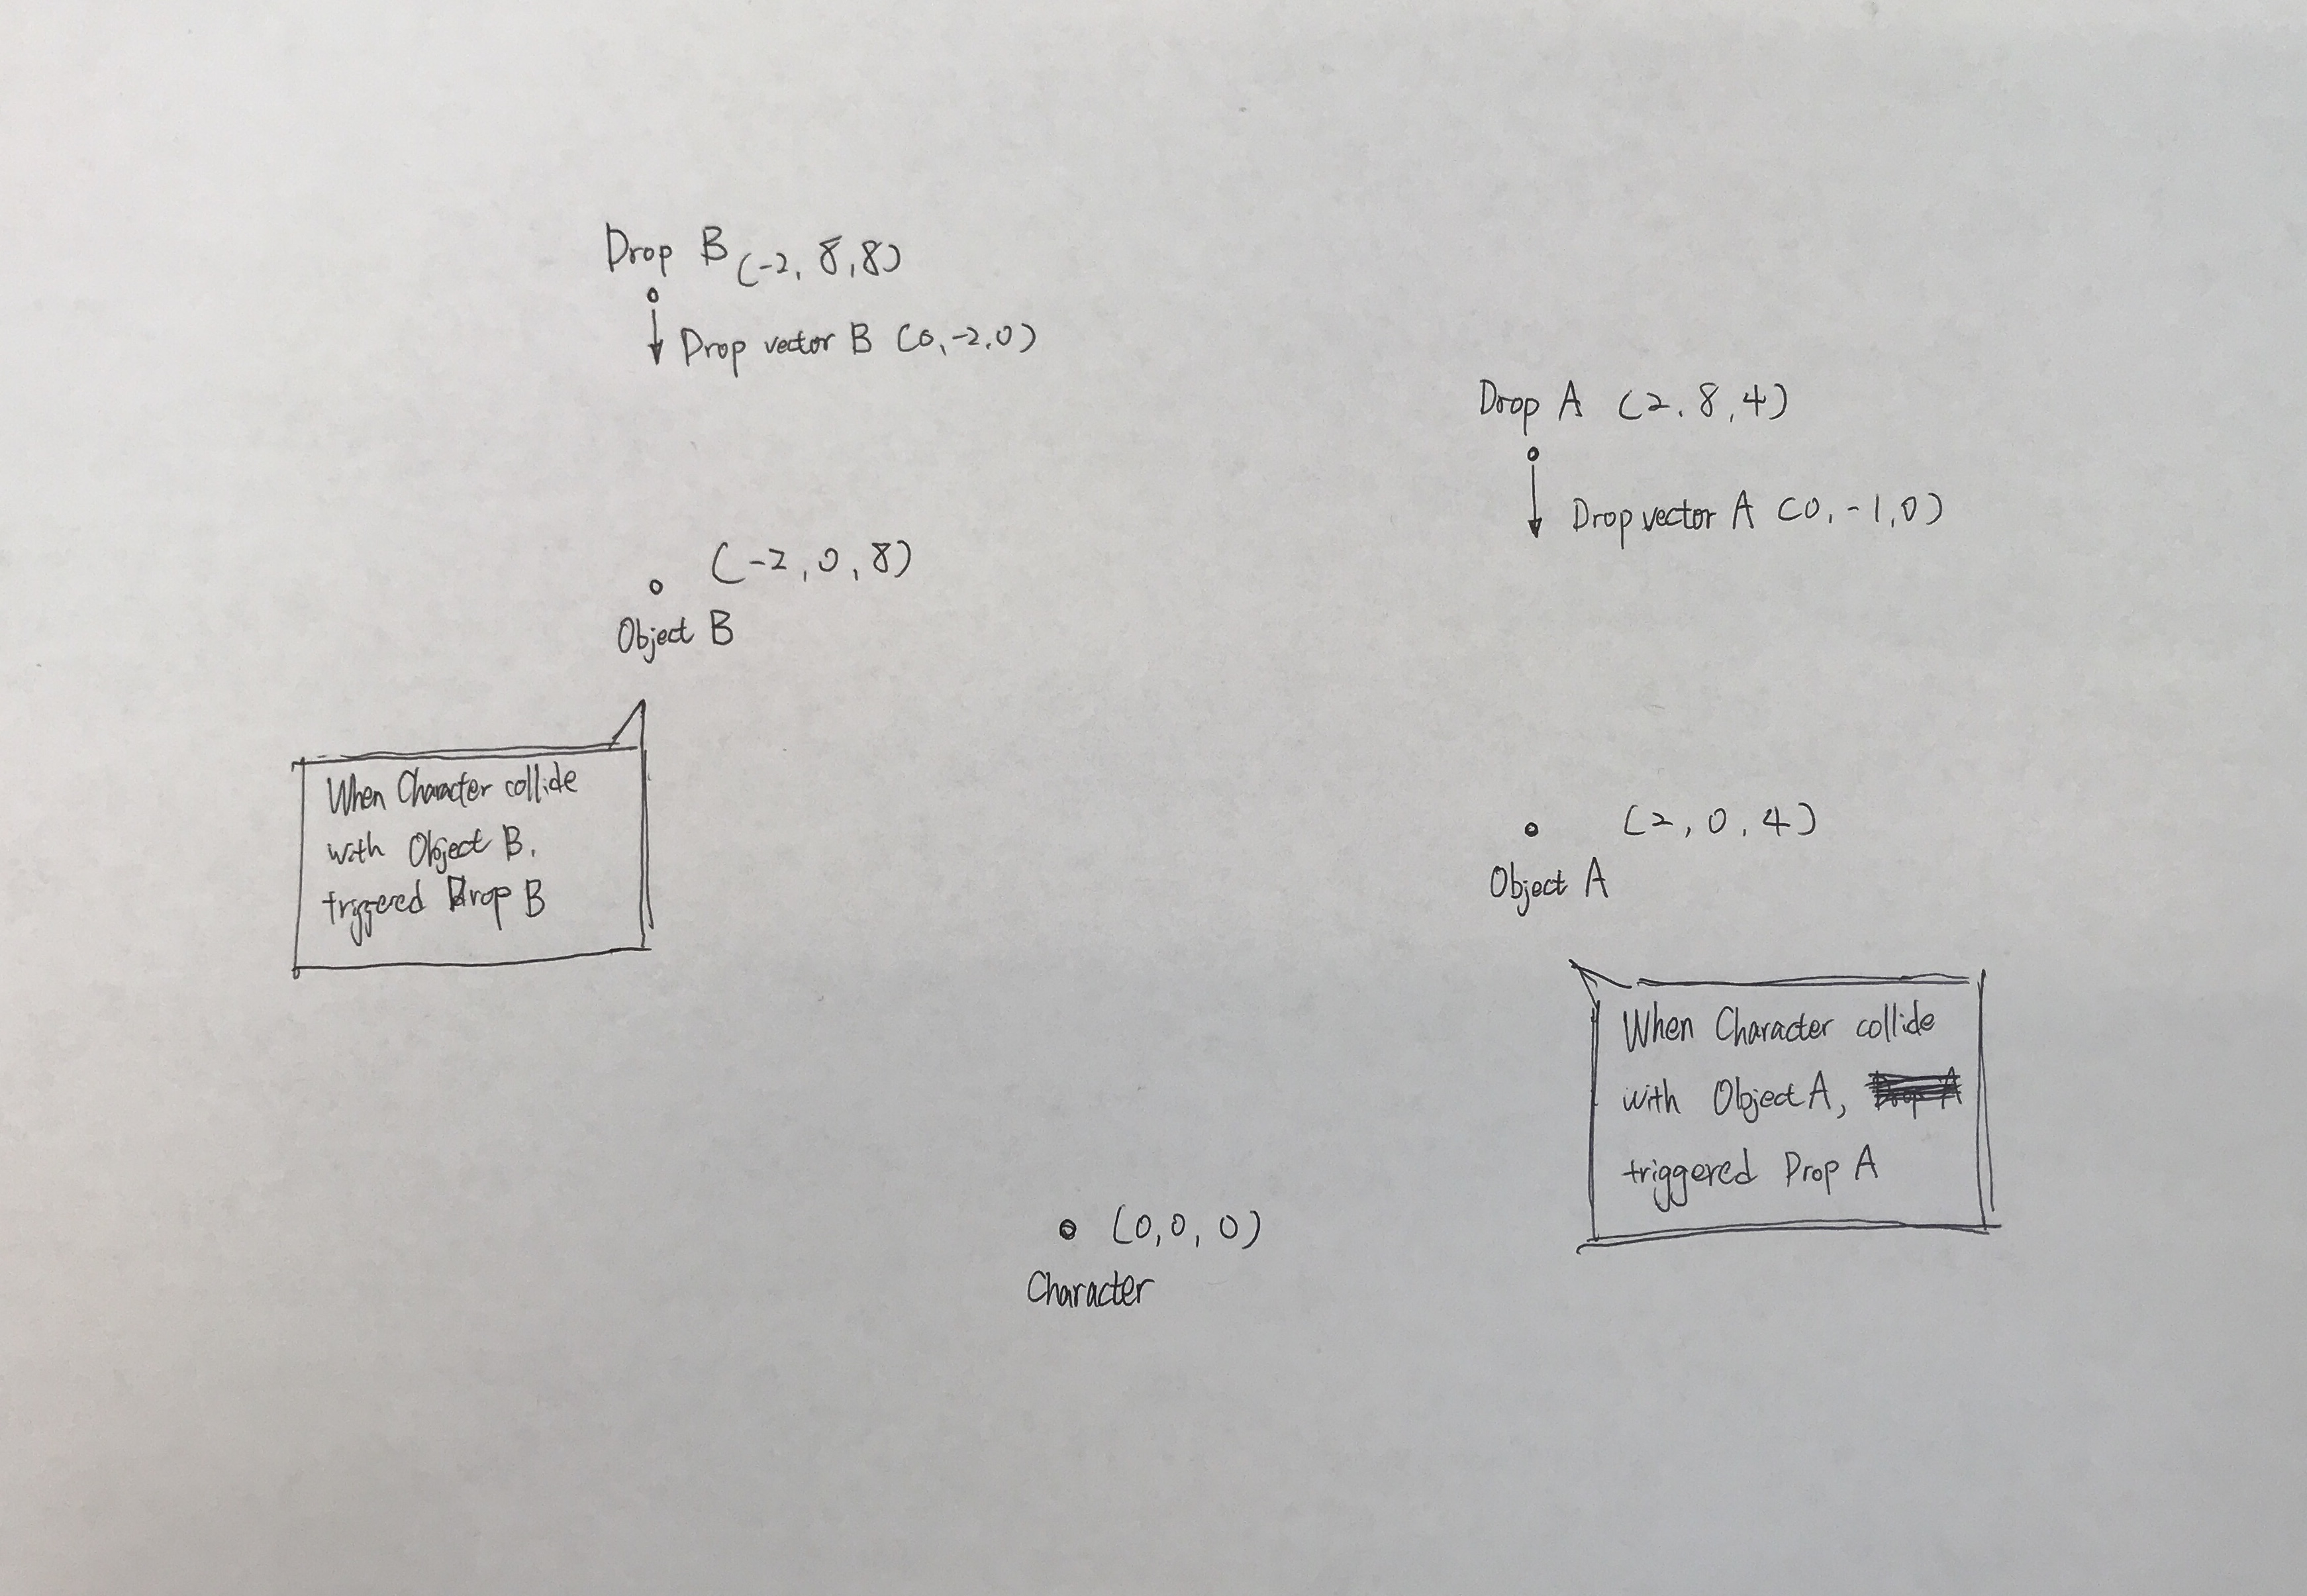 Drop B (-2, 8, 8)
Drop vector B (0, -2, 0)
Drop A (2, 8, 4)
Drop vector A (0, -1, 0)
(-2, 0, 8)
Object B
When Character collide
with Object B,
triggered Drop B
(2, 0, 4)
Object A
When Character collide
with Object A,
triggered Drop A
(0, 0, 0)
Character